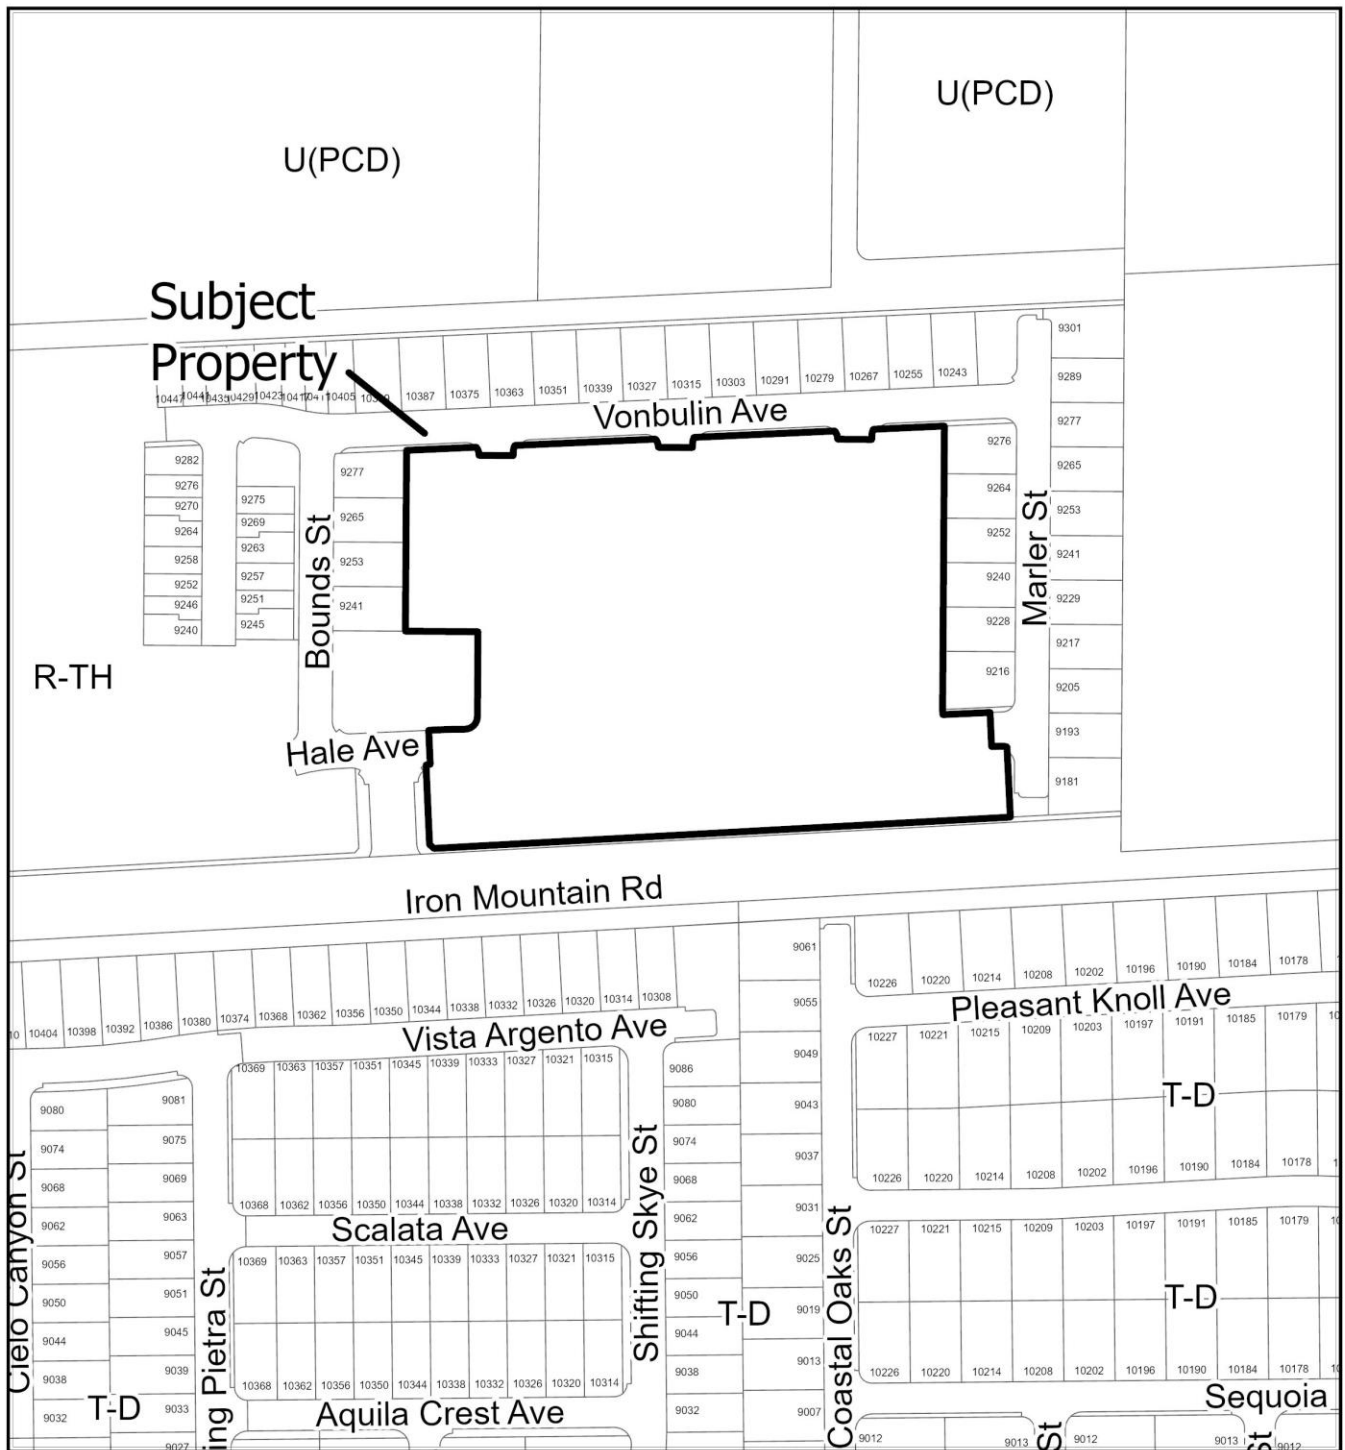 U(PCD)
U(PCD)
Subject
Property
9301
9289
10387 10375 10363 10351 10339 10327 10315 10303 10291 10279 10267 10255 10243
10447 10423 10405
Vonbulin Ave
9277
9265
9253
9241
9229
9217
9205
9193
9181
Marler St
9276
9264
9252
9240
9228
9216
9282
9276
9270
9264
9258
9252
9246
9240
9275
9269
9263
9257
9251
9245
Bounds St
9277
9265
9253
9241
R-TH
Hale Ave
Iron Mountain Rd
10404 10398 10392 10386 10380 10374 10368 10362 10356 10350 10344 10338 10332 10326 10320 10314 10308
9061
9055
9049
9043
9037
9031
9025
9019
9013
9007
10226 10220 10214 10208 10202 10196 10190 10184 10178
Pleasant Knoll Ave
Vista Argento Ave
10227 10221 10215 10209 10203 10197 10191 10185 10179
T-D
10226 10220 10214 10208 10202 10196 10190 10184 10178
10369 10363 10357 10351 10345 10339 10333 10327 10321 10315
10368 10362 10356 10350 10344 10338 10332 10326 10320 10314
Scalata Ave
10369 10363 10357 10351 10345 10339 10333 10327 10321 10315
10368 10362 10356 10350 10344 10338 10332 10326 10320 10314
Aquila Crest Ave
9086
9080
9074
9068
9062
9056
9050
9044
9038
9032
Shifting Skye St
T-D
Coastal Oaks St
10227 10221 10215 10209 10203 10197 10191 10185 10179
T-D
10226 10220 10214 10208 10202 10196 10190 10184 10178
Sequoia
9012 9013 St 9012 9013 St 9012
9080
9074
9068
9062
9056
9050
9044
9038
9032
Cielo Canyon St
9081
9075
9069
9063
9057
9051
9045
9039
9033
9027
T-D
ing Pietra St